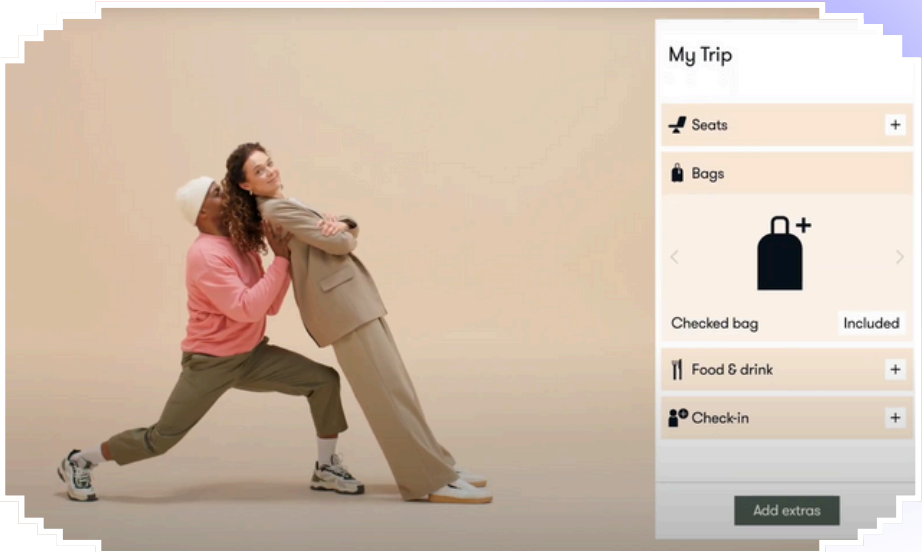 My Trip
Seats +
Bags
Checked bag Included
Food & drink +
Check-in +
Add extras